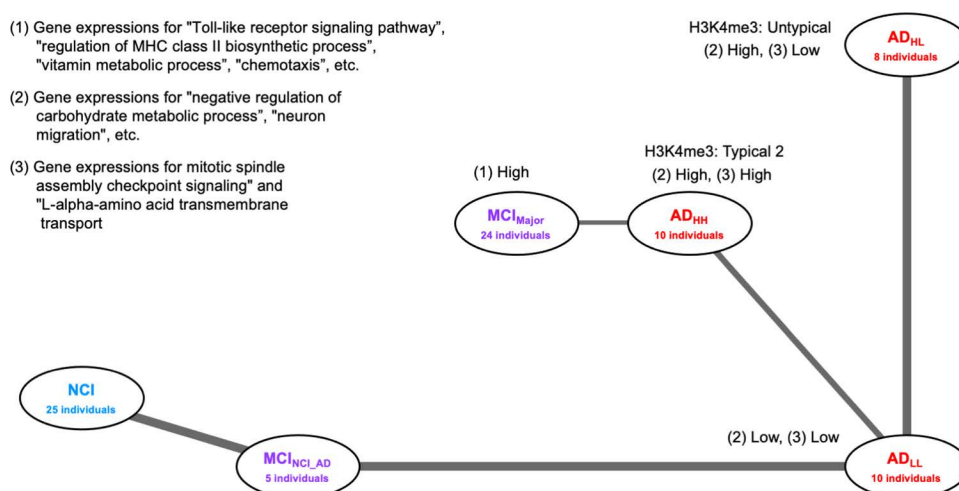 (1) Gene expressions for "Toll-like receptor signaling pathway”,
"regulation of MHC class II biosynthetic process”,
"vitamin metabolic process”, "chemotaxis”, etc.
(2) Gene expressions for "negative regulation of
carbohydrate metabolic process”, "neuron
migration", etc.
(3) Gene expressions for mitotic spindle
assembly checkpoint signaling" and
"L-alpha-amino acid transmembrane
transport
H3K4me3: Untypical
(2) High, (3) Low
AD_HL
8 individuals
H3K4me3: Typical 2
(2) High, (3) High
(1) High
MCI_Major
24 individuals
AD_HH
10 individuals
NCI
25 individuals
MCI_NCI_AD
5 individuals
(2) Low, (3) Low
AD_LL
10 individuals